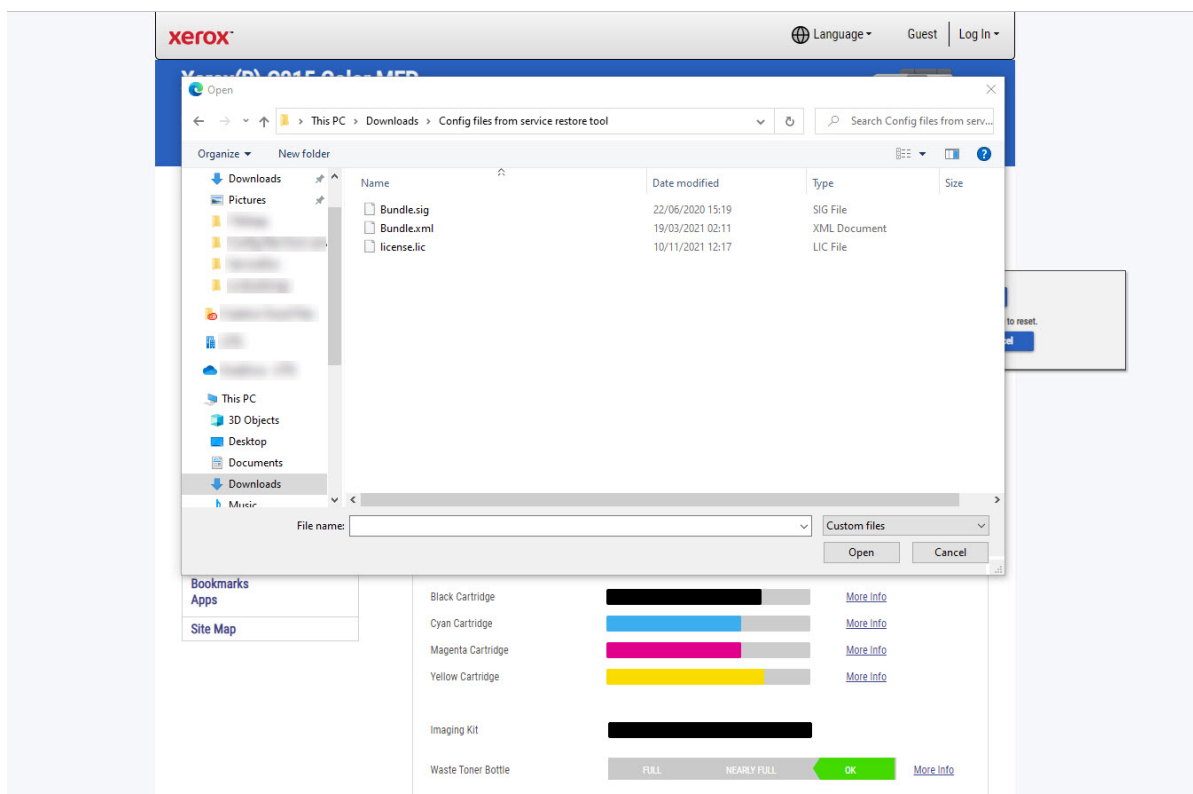 xerox™
Language
Guest
Log In
Xerox(R) C315 Color MFP
Open
This PC > Downloads > Config files from service restore tool
Search Config files from serv...
Organize
New folder
Downloads
Pictures
This PC
3D Objects
Desktop
Documents
Downloads
Music
Name Date modified Type Size
Bundle.sig 22/06/2020 15:19 SIG File
Bundle.xml 19/03/2021 02:11 XML Document
license.lic 10/11/2021 12:17 LIC File
to reset.
File name:
Custom files
Open Cancel
Bookmarks
Apps
Site Map
Black Cartridge More Info
Cyan Cartridge More Info
Magenta Cartridge More Info
Yellow Cartridge More Info
Imaging Kit
Waste Toner Bottle FULL NEARLY FULL OK More Info